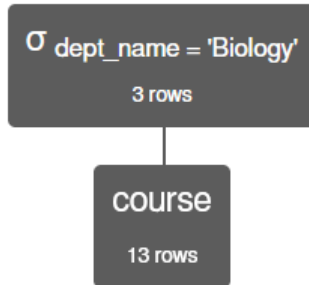 σ dept_name = 'Biology'
3 rows
course
13 rows